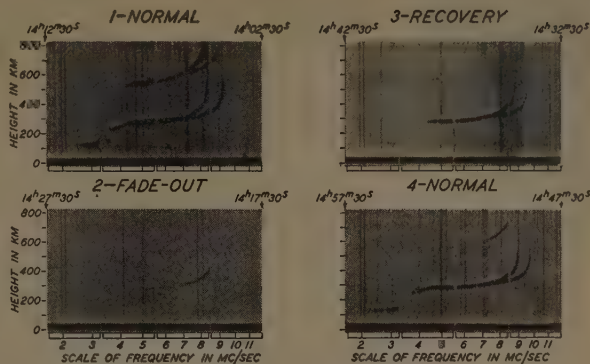 1-NORMAL
14h12m30s 14h02m30s
HEIGHT IN KM
800
600
400
200
0
3-RECOVERY
14h42m30s 14h32m30s
2-FADE-OUT
14h27m30s 14h17m30s
HEIGHT IN KM
800
600
400
200
0
2 3 4 5 6 7 8 9 10 11
SCALE OF FREQUENCY IN MC/SEC
4-NORMAL
14h57m30s 14h47m30s
2 3 4 6 7 8 9 10 11
SCALE OF FREQUENCY IN MC/SEC